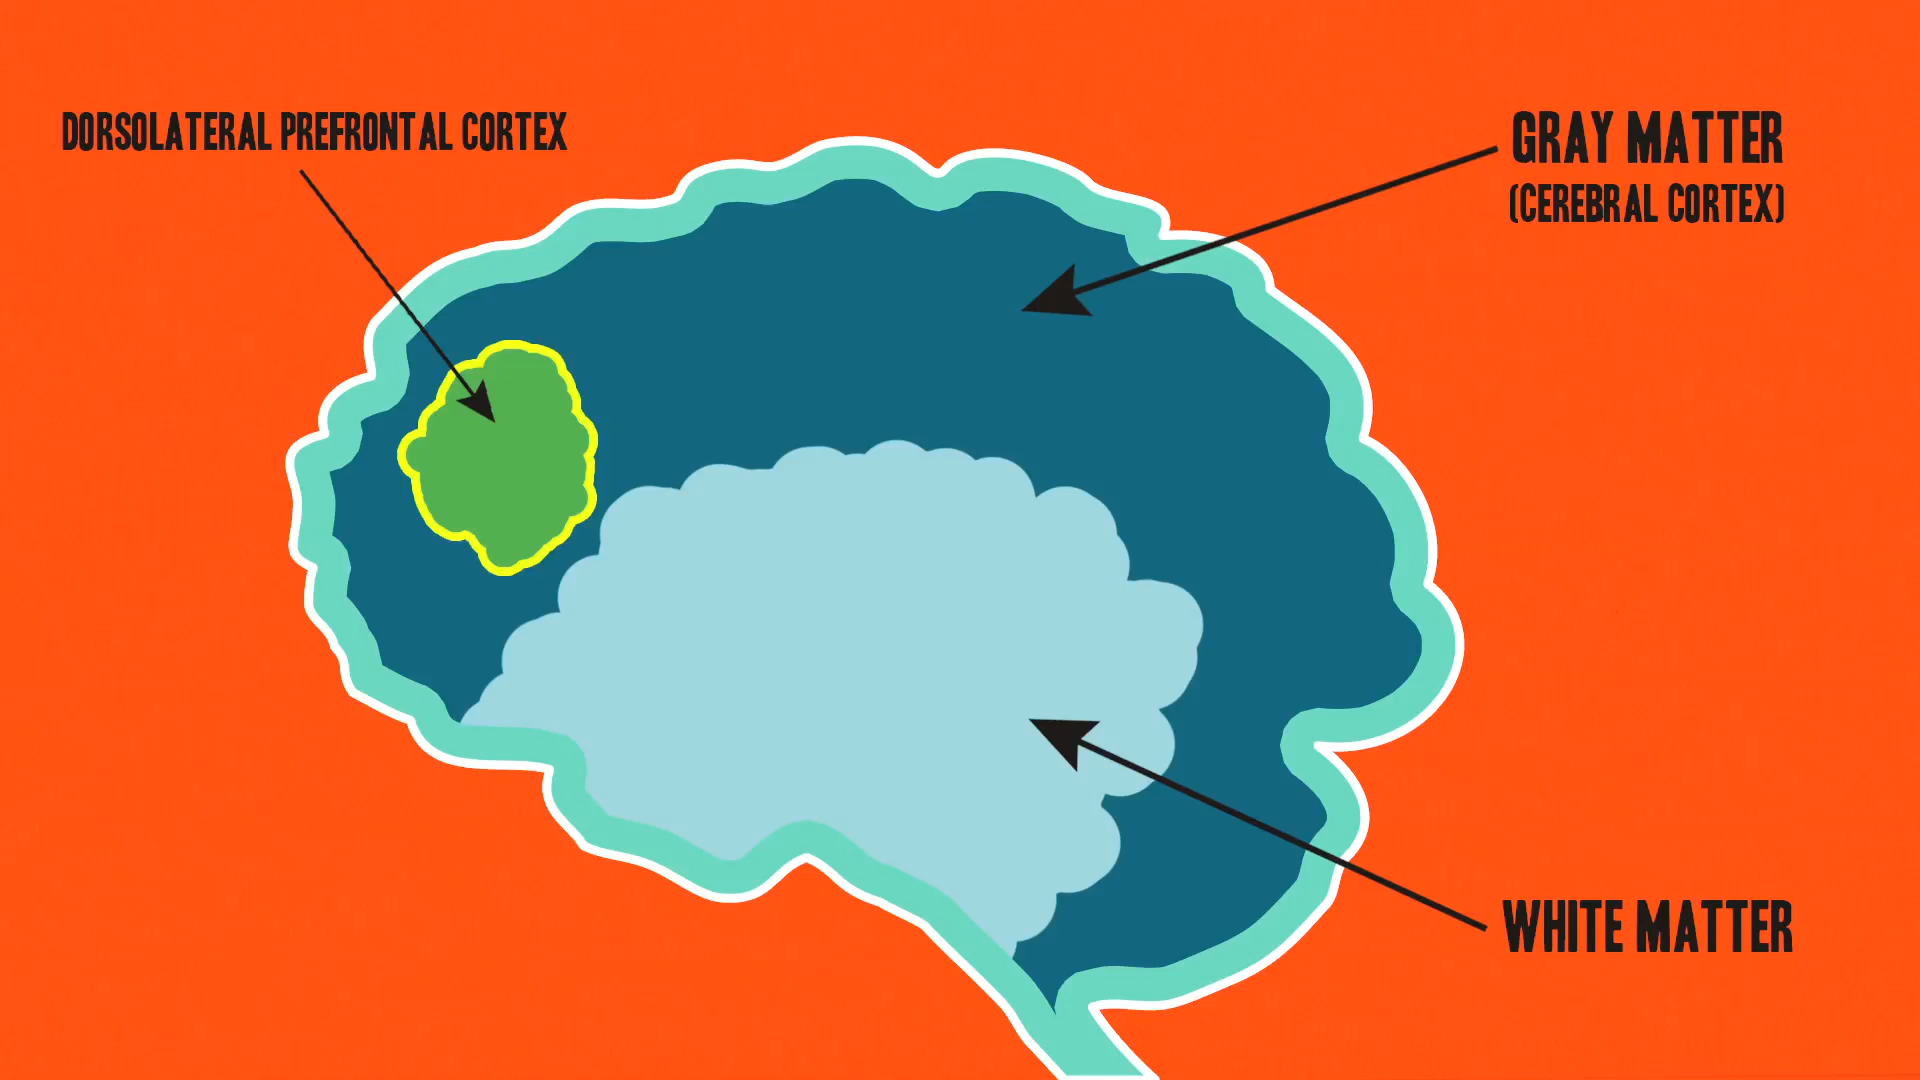 DORSOLATERAL PREFRONTAL CORTEX
GRAY MATTER
(CEREBRAL CORTEX)
WHITE MATTER